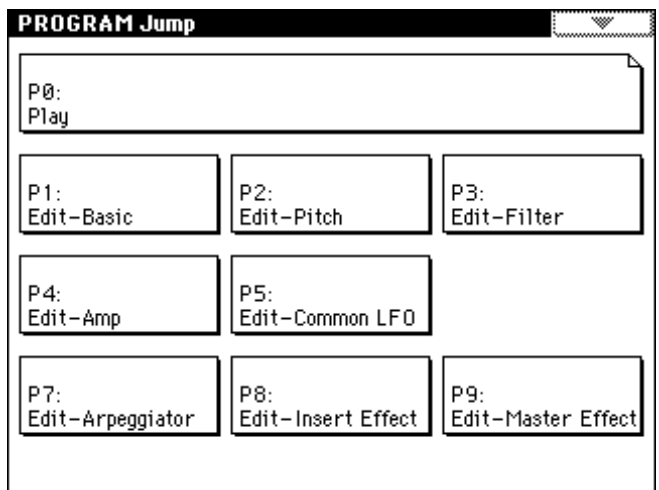 PROGRAM Jump
P0:
Play
P1:
Edit-Basic
P2:
Edit-Pitch
P3:
Edit-Filter
P4:
Edit-Amp
P5:
Edit-Common LFO
P7:
Edit-Arpeggiator
P8:
Edit-Insert Effect
P9:
Edit-Master Effect